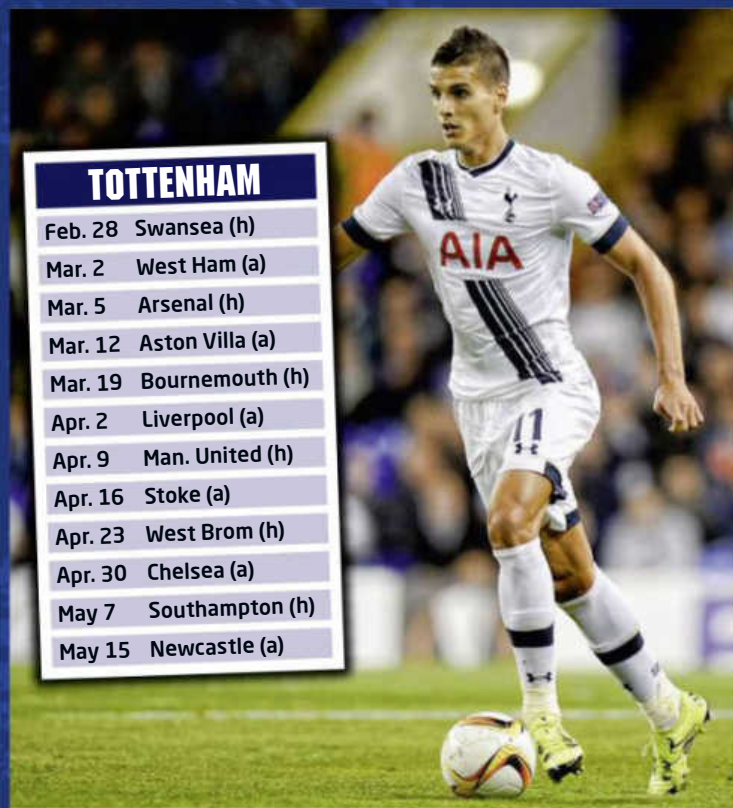 TOTTENHAM
Feb. 28 Swansea (h)
Mar. 2 West Ham (a)
Mar. 5 Arsenal (h)
Mar. 12 Aston Villa (a)
Mar. 19 Bournemouth (h)
Apr. 2 Liverpool (a)
Apr. 9 Man. United (h)
Apr. 16 Stoke (a)
Apr. 23 West Brom (h)
Apr. 30 Chelsea (a)
May 7 Southampton (h)
May 15 Newcastle (a)
AIA
11